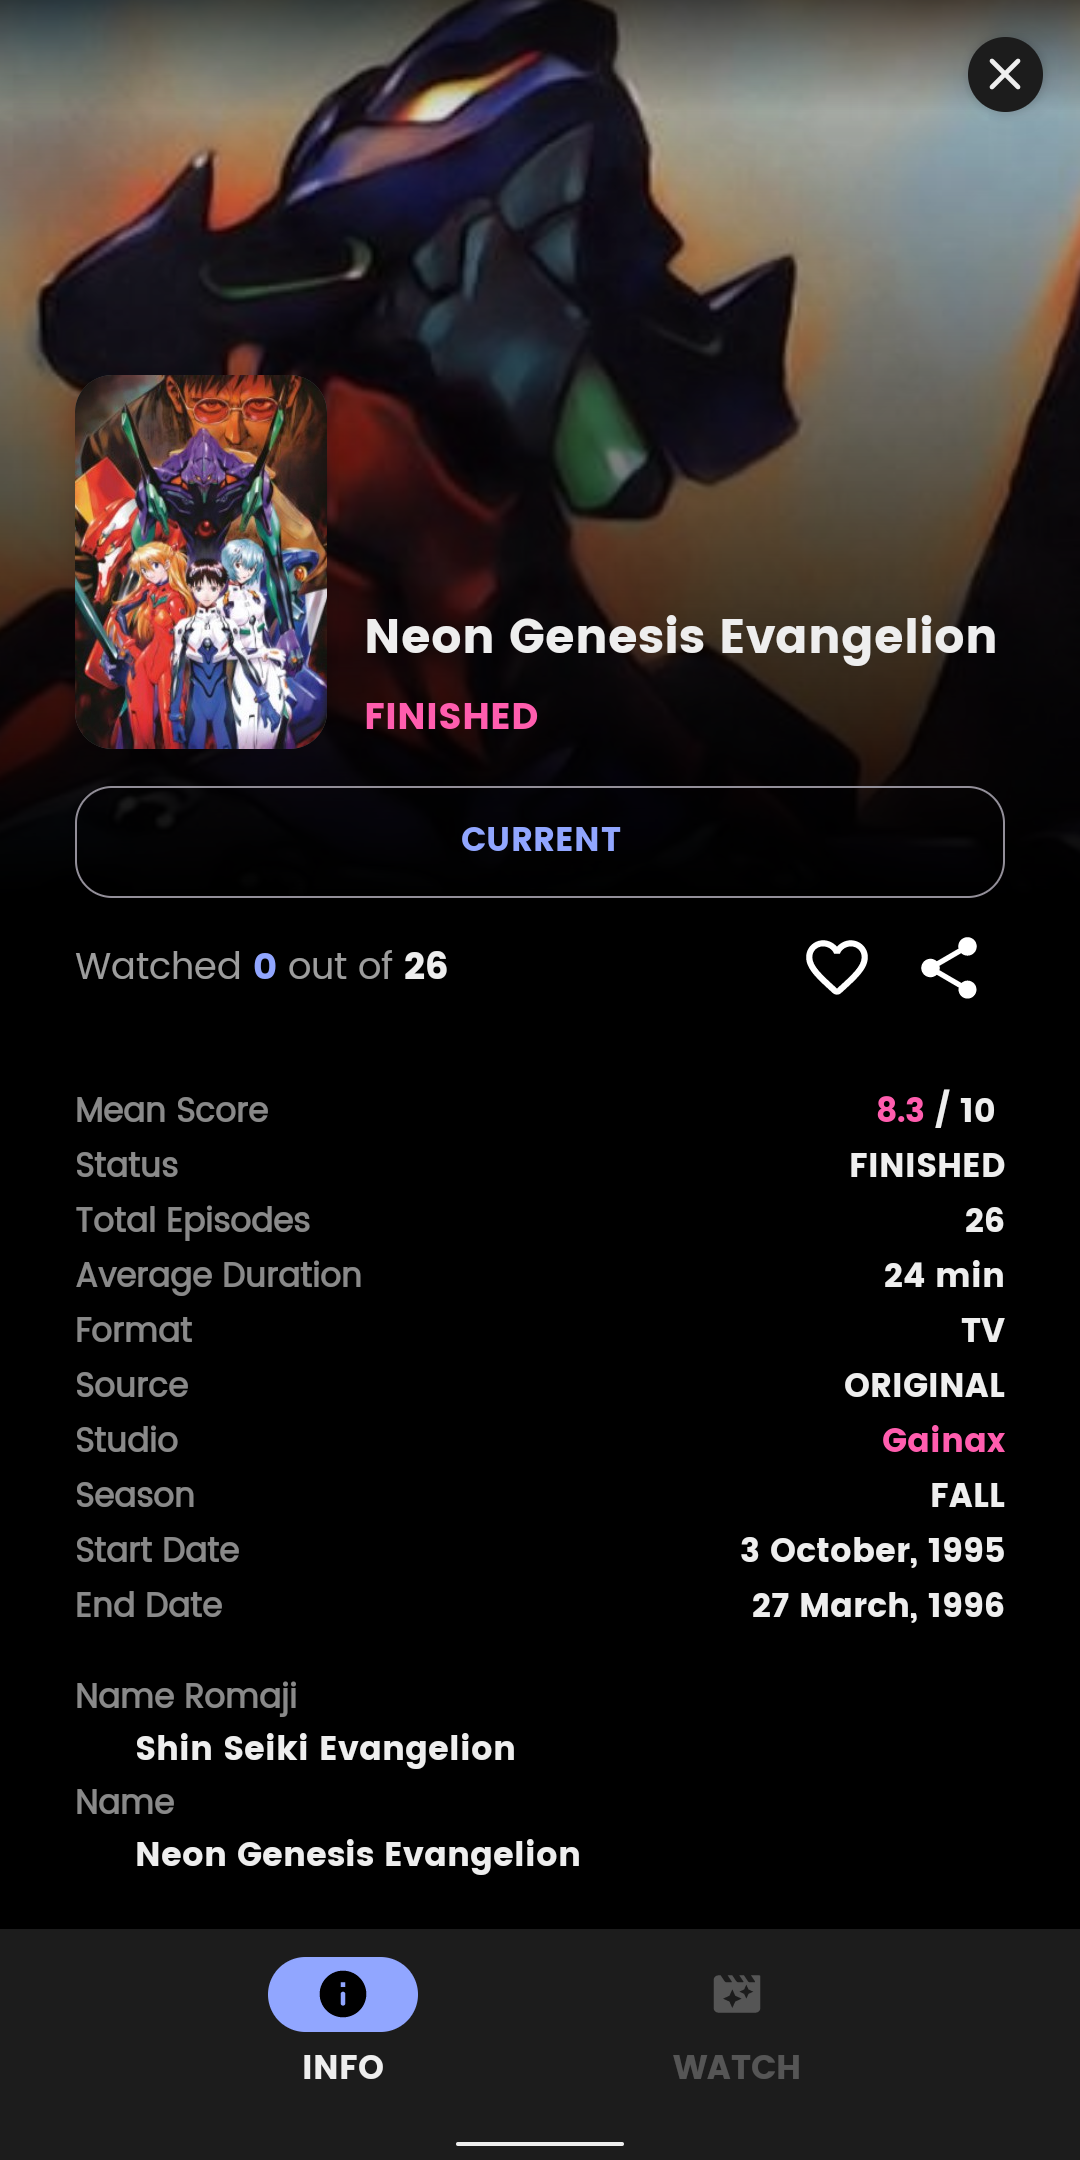 Neon Genesis Evangelion
FINISHED
CURRENT
Watched 0 out of 26
Mean Score 8.3 / 10
Status FINISHED
Total Episodes 26
Average Duration 24 min
Format TV
Source ORIGINAL
Studio Gainax
Season FALL
Start Date 3 October, 1995
End Date 27 March, 1996
Name Romaji
Shin Seiki Evangelion
Name
Neon Genesis Evangelion
INFO WATCH